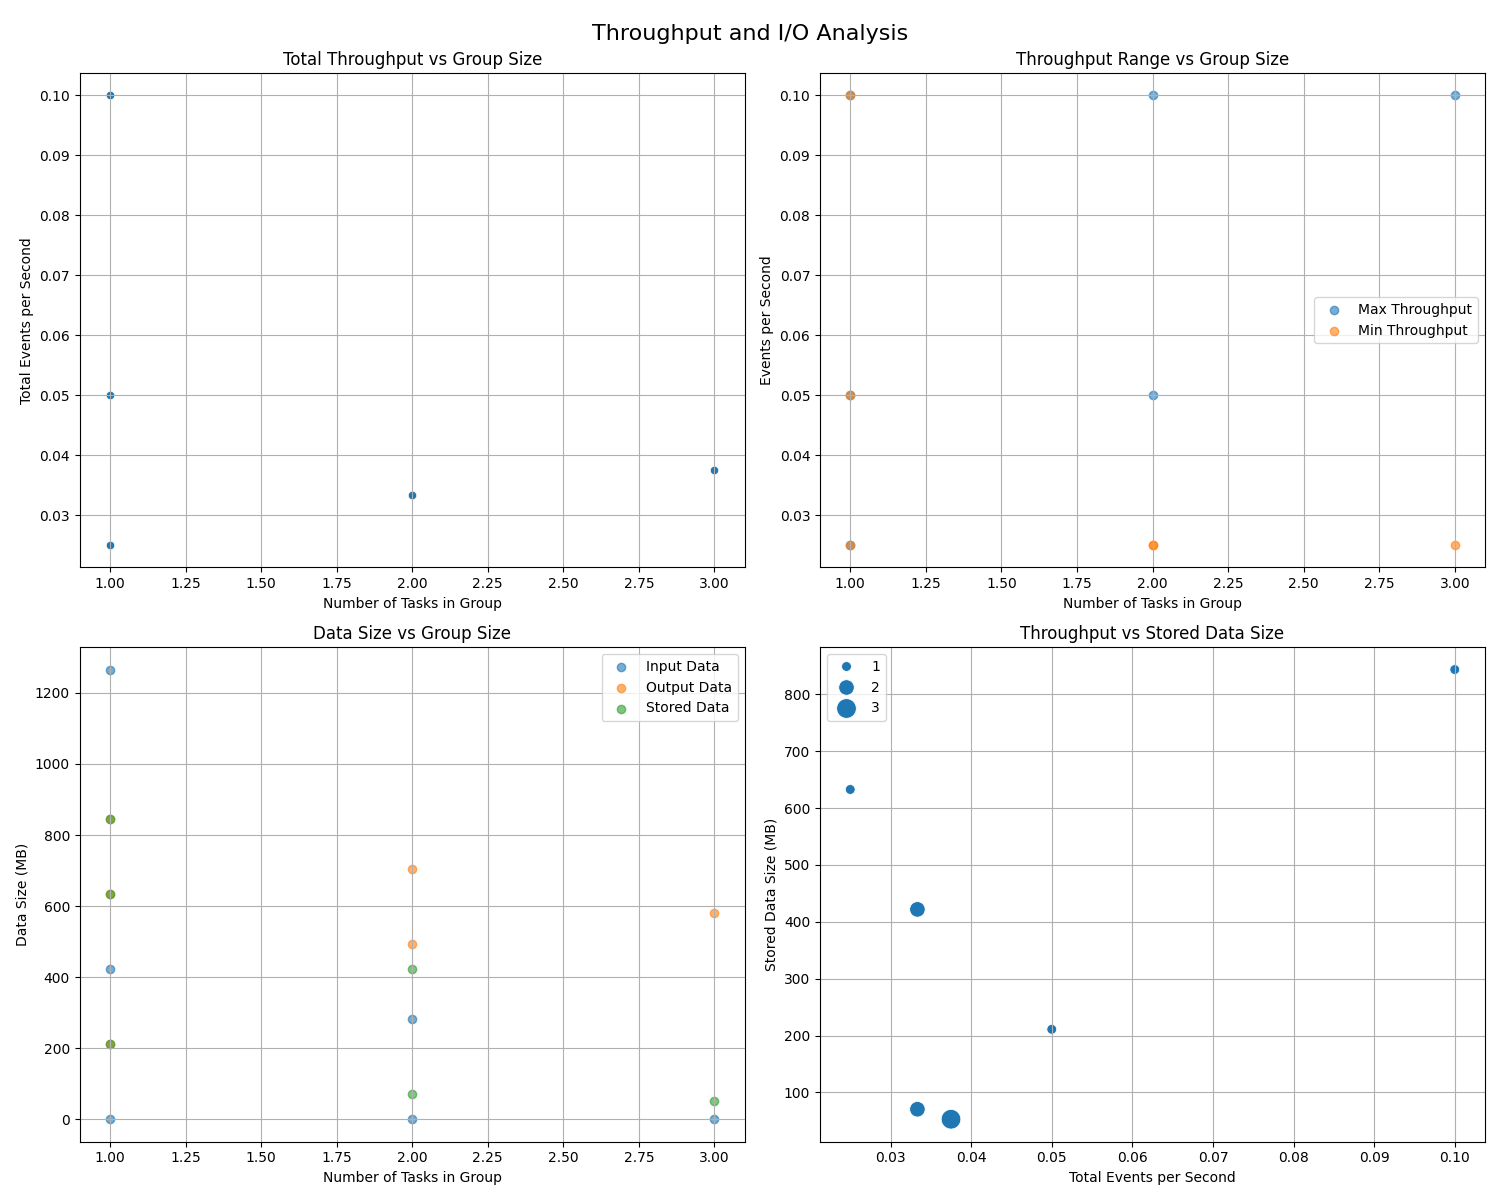 Throughput and I/O Analysis
Total Throughput vs Group Size
0.10
0.09
0.08
0.07
0.06
0.05
0.04
0.03
Total Events per Second
1.00 1.25 1.50 1.75 2.00 2.25 2.50 2.75 3.00
Number of Tasks in Group
Throughput Range vs Group Size
0.10
0.09
0.08
0.07
0.06
0.05
0.04
0.03
Events per Second
Max Throughput
Min Throughput
1.00 1.25 1.50 1.75 2.00 2.25 2.50 2.75 3.00
Number of Tasks in Group
Data Size vs Group Size
Input Data
Output Data
Stored Data
1200
1000
800
600
400
200
0
Data Size (MB)
1.00 1.25 1.50 1.75 2.00 2.25 2.50 2.75 3.00
Number of Tasks in Group
Throughput vs Stored Data Size
1
2
3
800
700
600
500
400
300
200
100
Stored Data Size (MB)
0.03 0.04 0.05 0.06 0.07 0.08 0.09 0.10
Total Events per Second